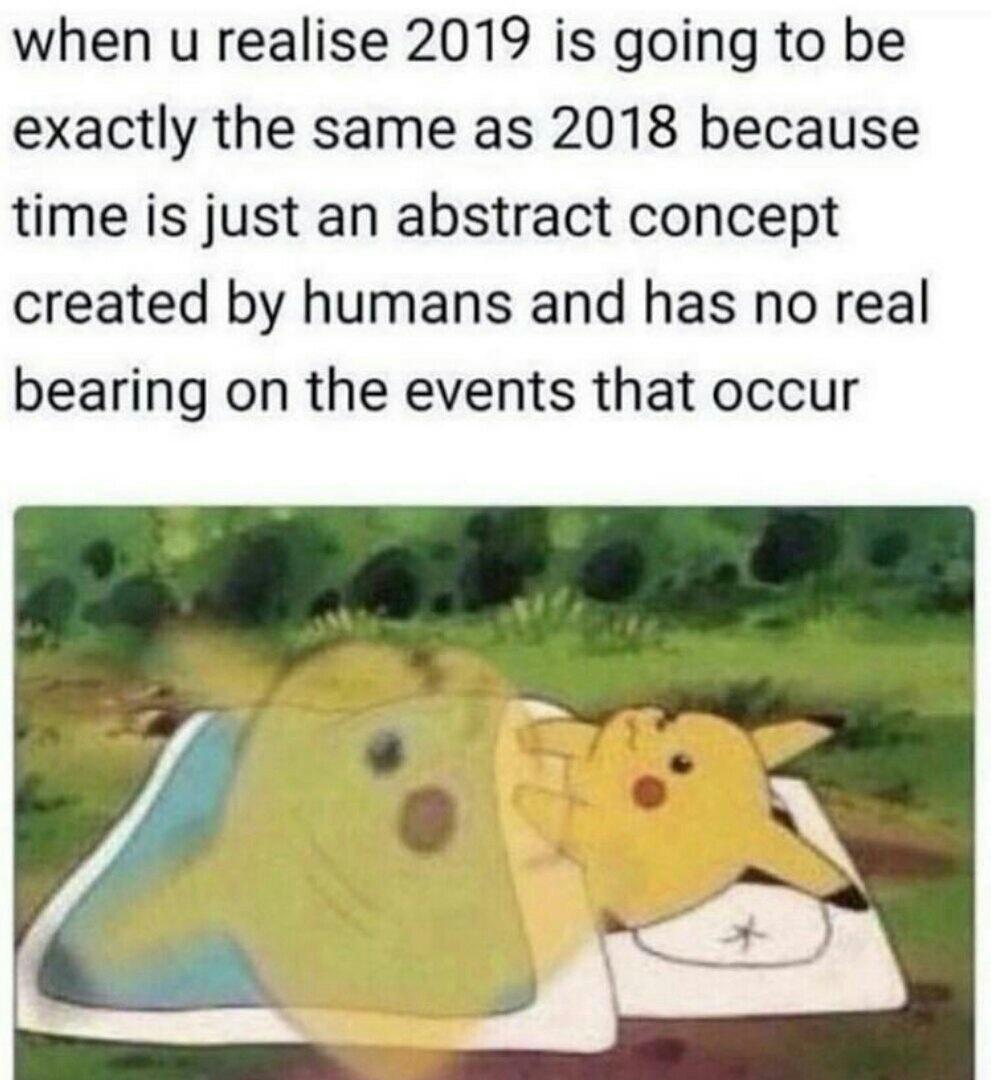 when u realise 2019 is going to be
exactly the same as 2018 because
time is just an abstract concept
created by humans and has no real
bearing on the events that occur